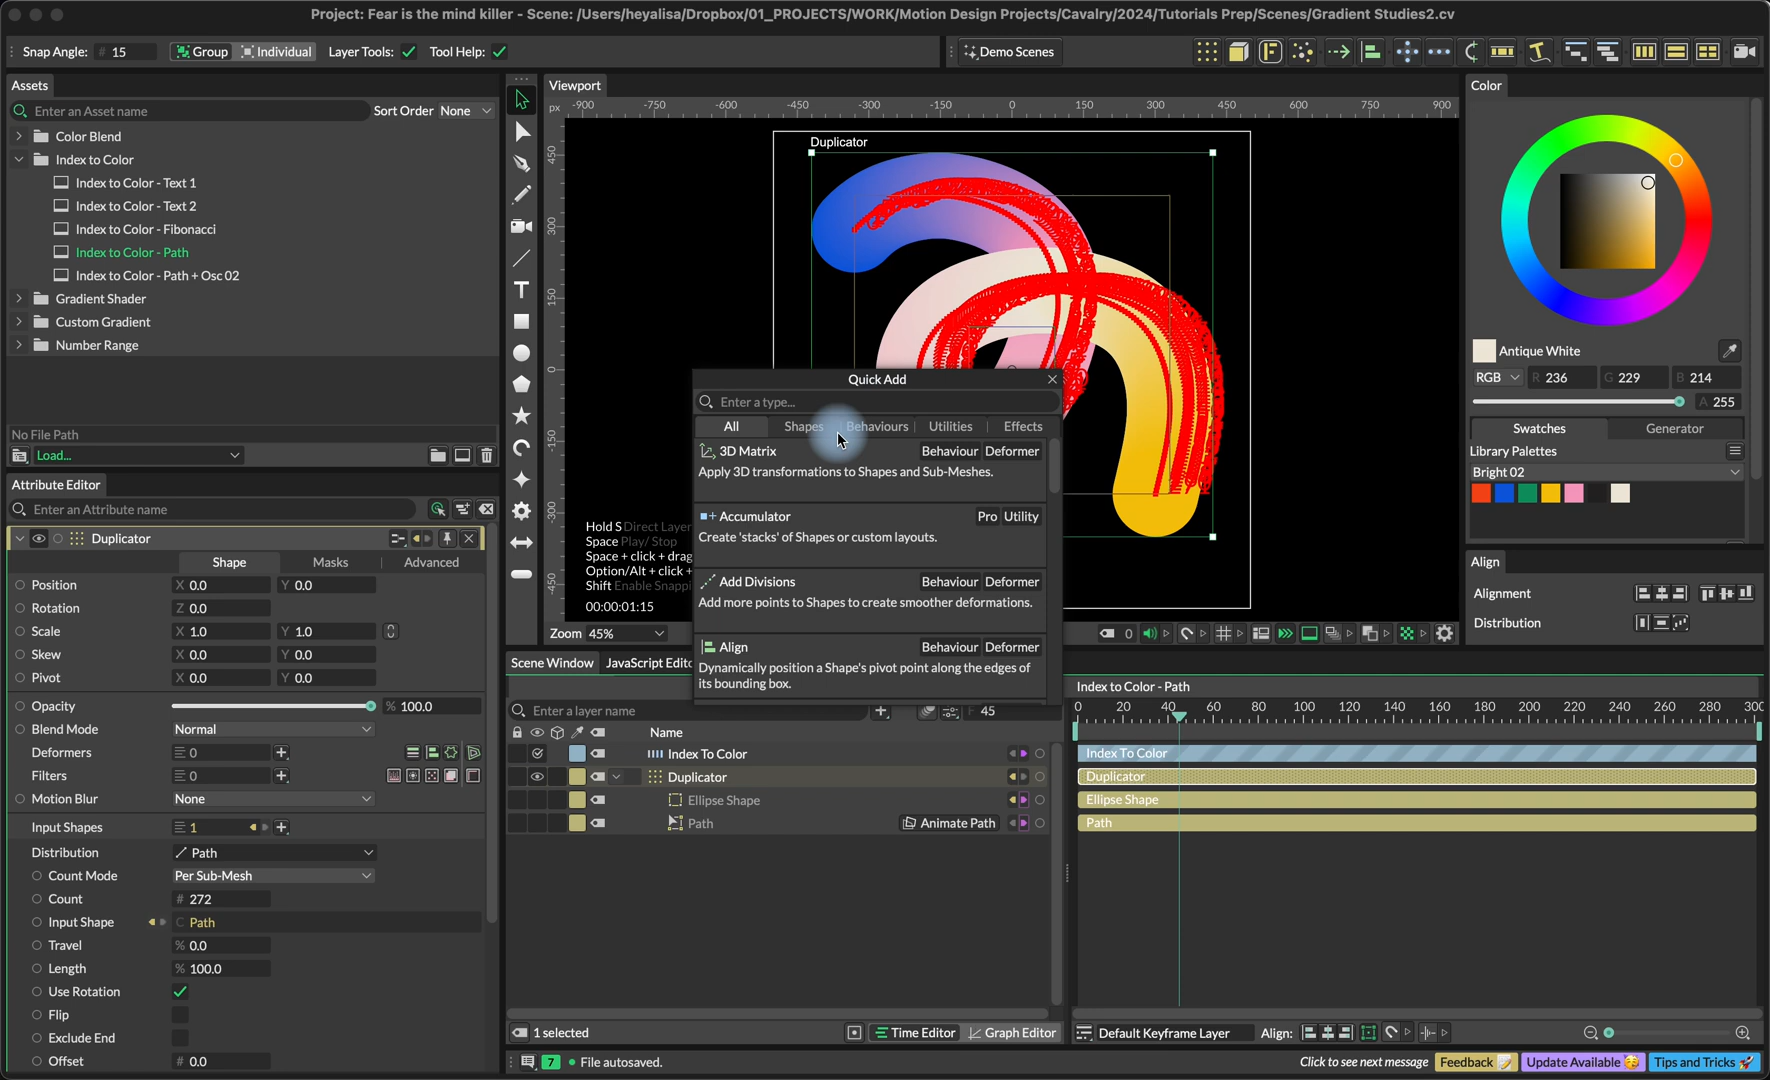 Project: Fear is the mind killer - Scene: /Users/heyalisa/Dropbox/01_PROJECTS/WORK/Motion Design Projects/Cavalry/2024/Tutorials Prep/Scenes/Gradient Studies2.cv
Snap Angle: # 15 Group Individual Layer Tools: Tool Help: Demo Scenes
Assets
Enter an Asset name Sort Order None
Color Blend
Index to Color
Index to Color - Text 1
Index to Color - Text 2
Index to Color - Fibonacci
Index to Color - Path
Index to Color - Path + Osc 02
Gradient Shader
Custom Gradient
Number Range
No File Path
Load...
Attribute Editor
Enter an Attribute name
Duplicator
Shape Masks Advanced
Position X 0.0 Y 0.0
Rotation Z 0.0
Scale X 1.0 Y 1.0
Skew X 0.0 Y 0.0
Pivot X 0.0 Y 0.0
Opacity % 100.0
Blend Mode Normal
Deformers 0
Filters 0
Motion Blur None
Input Shapes 1
Distribution Path
Count Mode Per Sub-Mesh
Count # 272
Input Shape C Path
Travel % 0.0
Length % 100.0
Use Rotation
Flip
Exclude End
Offset # 0.0
Viewport
px -900 -750 -600 -450 -300 -150 0 150 300 450 600 750 900
450
300
150
0
-150
-300
-450
Duplicator
Hold S Direct Layer
Space Play/ Stop
Space + click + drag
Option/Alt + click +
Shift Enable Snappi
00:00:01:15
Zoom 45%
0
Quick Add
Enter a type...
All Shapes Behaviours Utilities Effects
3D Matrix Behaviour Deformer
Apply 3D transformations to Shapes and Sub-Meshes.
Accumulator Pro Utility
Create 'stacks' of Shapes or custom layouts.
Add Divisions Behaviour Deformer
Add more points to Shapes to create smoother deformations.
Align Behaviour Deformer
Dynamically position a Shape's pivot point along the edges of
its bounding box.
Color
Antique White
RGB R 236 G 229 B 214
A 255
Swatches Generator
Library Palettes
Bright 02
Align
Alignment
Distribution
Scene Window JavaScript Edito
Enter a layer name F 45
Name
Index To Color
Duplicator
Ellipse Shape
Path Animate Path
1 selected Time Editor Graph Editor
Index to Color - Path
0 20 40 60 80 100 120 140 160 180 200 220 240 260 280 300
Index To Color
Duplicator
Ellipse Shape
Path
Default Keyframe Layer Align:
7 File autosaved. Click to see next message Feedback Update Available Tips and Tricks